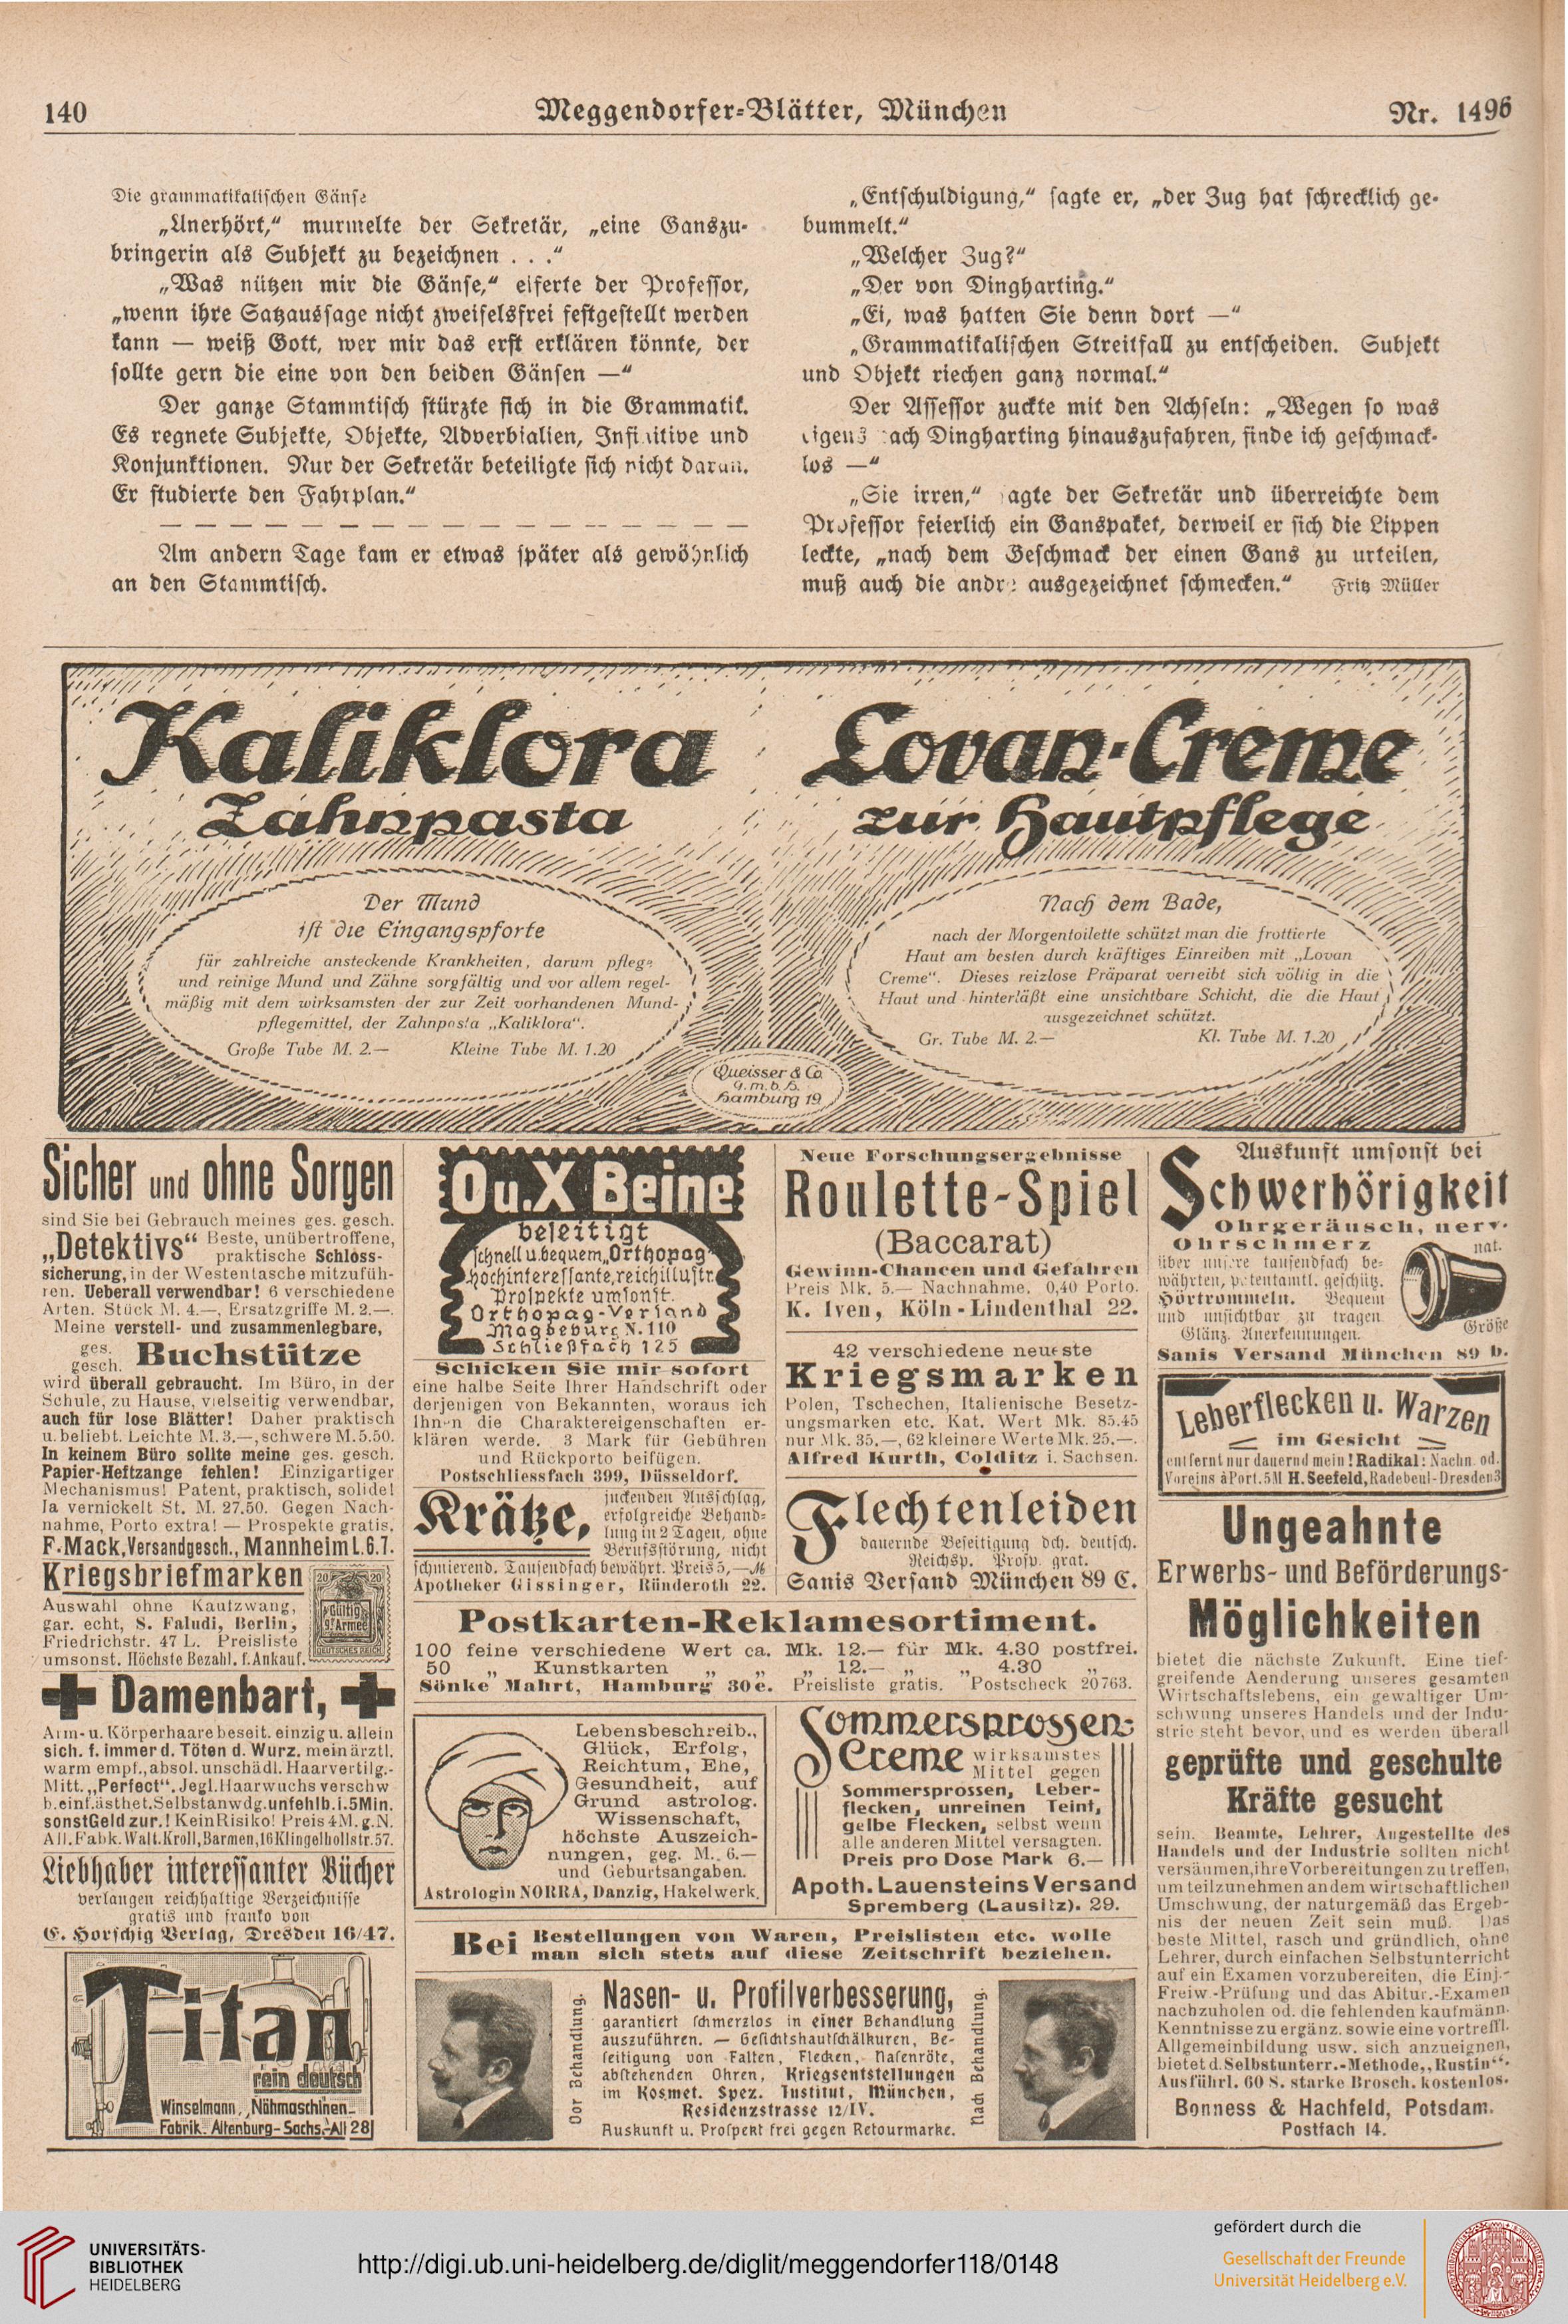 140
Meggendorfer-Blätter, München
Nr. 1496
Die grammatikalischen Gänse
„Unerhört,“ murmelte der Sekretär, „eine Ganszu-
bringerin als Subjekt zu bezeichnen . . .“
„Was nützen mir die Gänse,“ eiferte der Professor,
„wenn ihre Satzaussage nicht zweifelsfrei festgestellt werden
kann — weiß Gott, wer mir das erst erklären könnte, der
sollte gern die eine von den beiden Gänsen —“
Der ganze Stammtisch stürzte sich in die Grammatik.
Es regnete Subjekte, Objekte, Adverbialien, Infinitive und
Konjunktionen. Nur der Sekretär beteiligte sich nicht daran.
Er studierte den Fahrplan.“
— — — — — — — — — — — — — — — —
Am andern Tage kam er etwas später als gewöhnlich
an den Stammtisch.
„Entschuldigung,“ sagte er, „der Zug hat schrecklich ge-
bummelt.“
„Welcher Zug?“
„Der von Dingharting.“
„Ei, was hatten Sie denn dort —“
„Grammatikalischen Streitfall zu entscheiden. Subjekt
und Objekt riechen ganz normal.“
Der Assessor zuckte mit den Achseln: „Wegen so was
eigens nach Dingharting hinauszufahren, finde ich geschmack-
los —“
„Sie irren,“ sagte der Sekretär und überreichte dem
Professor feierlich ein Ganspaket, derweil er sich die Lippen
leckte, „nach dem Geschmack der einen Gans zu urteilen,
muß auch die andre ausgezeichnet schmecken.“ Fritz Müller
Kaliklora
Zahnpasta
Der Mund
ist die Eingangspforte
für zahlreiche ansteckende Krankheiten, darum pflege
und reinige Mund und Zähne sorgfältig und vor allem regel-
mäßig mit dem wirksamsten der zur Zeit vorhandenen Mund-
pflegemittel, der Zahnpasta „Kaliklora“.
Große Tube M. 2.— Kleine Tube M. 1.20
Lovan-Creme
zur Hautpflege
Nach dem Bade,
nach der Morgentoilette schützt man die frottierte
Haut am besten durch kräftiges Einreiben mit „Lovan
Creme“. Dieses reizlose Präparat verreibt sich völlig in die
Haut und hinterläßt eine unsichtbare Schicht, die die Haut
ausgezeichnet schützt.
Gr. Tube M. 2.— Kl. Tube M. 1.20
Queisser & Co.
G.m.b.H.
Hamburg 19.
Sicher und ohne Sorgen
sind Sie bei Gebrauch meines ges. gesch.
„Detektivs“ Beste, unübertroffene,
praktische Schloss-
sicherung, in der Westentasche mitzufüh-
ren. Ueberall verwendbar! 6 verschiedene
Arten. Stück M. 4.—, Ersatzgriffe M. 2.—.
Meine verstell- und zusammenlegbare,
ges. gesch. Buchstütze
wird überall gebraucht. Im Büro, in der
Schule, zu Hause, vielseitig verwendbar,
auch für lose Blätter! Daher praktisch
u. beliebt. Leichte M. 3.—, schwere M. 5.50.
In keinem Büro sollte meine ges. gesch.
Papier-Heftzange fehlen! Einzigartiger
Mechanismus! Patent, praktisch, solide!
Ia vernickelt St. M. 27.50. Gegen Nach-
nahme, Porto extra! — Prospekte gratis.
F. Mack, Versandgesch., Mannheim L. 6. 7.
Kriegsbriefmarken
Auswahl ohne Kaufzwang,
gar. echt, S. Faludi, Berlin,
Friedrichstr. 47 L. Preisliste
umsonst. Höchste Bezahl. f. Ankauf.
20 20
Gültig
9. Armee
DEUTSCHES REICH
Damenbart,
Arm- u. Körperhaare beseit. einzig u. allein
sich. f. immer d. Töten d. Wurz. mein ärztl.
warm empf., absol. unschädl. Haarvertilg.-
Mitt. „Perfect“. Jegl. Haarwuchs verschw
b. einf. ästhet. Selbstanwdg. unfehlb. i. 5 Min.
sonst Geld zur.! Kein Risiko! Preis 4 M. g. N.
All. Fabk. Walt. Kroll, Barmen, 16 Klingelhollstr. 57.
Liebhaber interessanter Bücher
verlangen reichhaltige Verzeichnisse
gratis und franko von
E. Horschig Verlag, Dresden 16/47.
Titan
rein deutsch
Winselmann, Nähmaschinen-
Fabrik. Altenburg-Sachs.-Alt 28
O u. X Beine
beseitigt
schnell u. bequem „Orthopag“
hochinteressante, reich illustr.
Prospekte umsonst.
Orthopag-Versand
Magdeburg N. 110
Schließfach 125
Schicken Sie mir sofort
eine halbe Seite Ihrer Handschrift oder
derjenigen von Bekannten, woraus ich
Ihnen die Charaktereigenschaften er-
klären werde. 3 Mark für Gebühren
und Rückporto beifügen.
Postschliessfach 399, Düsseldorf.
Krätze,
juckenden Ausschlag,
erfolgreiche Behand-
lung in 2 Tagen, ohne
Berufsstörung, nicht
schmierend. Tausendfach bewährt. Preis 5,— M
Apotheker Gissinger, Ründeroth 22.
Neue Forschungsergebnisse
Roulette-Spiel
(Baccarat)
Gewinn-Chancen und Gefahren
Preis Mk. 5.— Nachnahme. 0,40 Porto.
K. Iven, Köln-Lindenthal 22.
42 verschiedene neueste
Kriegsmarken
Polen, Tschechen, Italienische Besetz-
ungsmarken etc. Kat. Wert Mk. 85.45
nur Mk. 35.—, 62 kleinere Werte Mk. 25.—.
Alfred Kurth, Colditz i. Sachsen.
Flechtenleiden
dauernde Beseitigung dch. deutsch.
Reichsp. Prosp. grat.
Sanis Versand München 89 C.
Postkarten-Reklamesortiment.
100 feine verschiedene Wert ca. Mk. 12.— für Mk. 4.30 postfrei.
50 „ Kunstkarten „ „ „ 12.— „ „ 4.30 „
Sönke Mahrt, Hamburg 30e. Preisliste gratis. Postscheck 20763.
Lebensbeschreib.,
Glück, Erfolg,
Reichtum, Ehe,
Gesundheit, auf
Grund astrolog.
Wissenschaft,
höchste Auszeich-
nungen, geg. M. 6.—
und Geburtsangaben.
Astrologin NORRA, Danzig, Hakelwerk.
Sommersprossen-
Creme wirksamstes
Mittel gegen
Sommersprossen, Leber-
flecken, unreinen Teint,
gelbe Flecken, selbst wenn
alle anderen Mittel versagten.
Preis pro Dose Mark 6.—
Apoth. Lauensteins Versand
Spremberg (Lausitz). 29.
Bei Bestellungen von Waren, Preislisten etc. wolle
man sich stets auf diese Zeitschrift beziehen.
Vor Behandlung.
Nasen- u. Profilverbesserung,
garantiert schmerzlos in einer Behandlung
auszuführen. — Gesichtshautschälkuren, Be-
seitigung von Falten, Flecken, Nasenröte,
abstehenden Ohren, Kriegsentstellungen
im Kosmet. Spez. Institut, München,
Residenzstrasse 12/IV.
Auskunft u. Prospekt frei gegen Retourmarke.
Nach Behandlung.
Auskunft umsonst bei
Schwerhörigkeit
Ohrgeräusch, nerv.
Ohrschmerz
über unsere tausendfach be-
währten, patentamtl. geschütz.
Hörtrommeln. Bequem
und unsichtbar zu tragen
Glänz. Anerkennungen.
nat.
Größe
Sanis Versand München 89 b.
Leberflecken u. Warzen
im Gesicht
entfernt nur dauernd mein ! Radikal : Nachn. od.
Voreins. à Port. 5 M H. Seefeld, Radebeul-Dresden 3
Ungeahnte
Erwerbs- und Beförderungs-
Möglichkeiten
bietet die nächste Zukunft. Eine tief-
greifende Aenderung unseres gesamten
Wirtschaftslebens, ein gewaltiger Um-
schwung unseres Handels und der Indu-
strie steht bevor, und es werden überall
geprüfte und geschulte
Kräfte gesucht
sein. Beamte, Lehrer, Angestellte des
Handels und der Industrie sollten nicht
versäumen, ihre Vorbereitungen zu treffen,
um teilzunehmen an dem wirtschaftlichen
Umschwung, der naturgemäß das Ergeb-
nis der neuen Zeit sein muß. Das
beste Mittel, rasch und gründlich, ohne
Lehrer, durch einfachen Selbstunterricht
auf ein Examen vorzubereiten, die Einj.-
Freiw.-Prüfung und das Abitur.-Examen
nachzuholen od. die fehlenden kaufmänn.
Kenntnisse zu ergänz. sowie eine vortreffl.
Allgemeinbildung usw. sich anzueignen,
bietet d. Selbstunterr.-Methode „Rustin“.
Ausführl. 60 S. starke Brosch. kostenlos.
Bonness & Hachfeld, Potsdam.
Postfach 14.
UNIVERSITÄTS-
BIBLIOTHEK
HEIDELBERG
http://digi.ub.uni-heidelberg.de/diglit/meggendorfer118/0148
gefördert durch die
Gesellschaft der Freunde
Universität Heidelberg e.V.